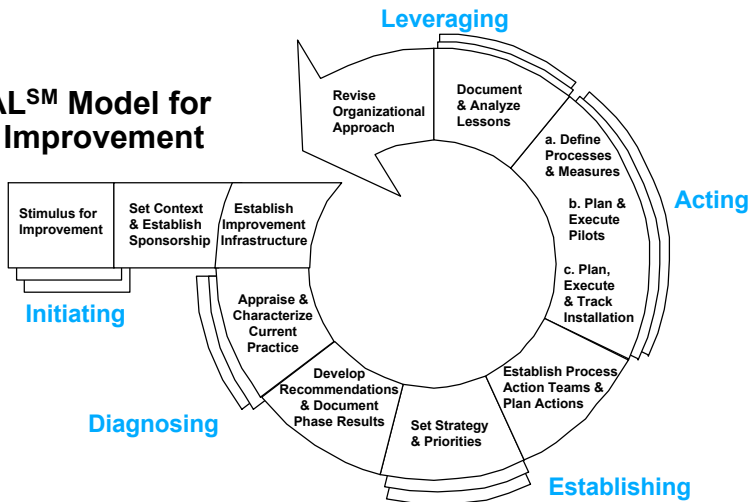 Leveraging
ALSM Model for
Improvement
Revise
Organizational
Approach
Document
& Analyze
Lessons
a. Define
Processes
& Measures
b. Plan &
Execute
Pilots
c. Plan,
Execute
& Track
Installation
Acting
Stimulus for
Improvement
Set Context
& Establish
Sponsorship
Establish
Improvement
Infrastructure
Initiating
Appraise &
Characterize
Current
Practice
Diagnosing
Develop
Recommendations
& Document
Phase Results
Set Strategy
& Priorities
Establish Process
Action Teams &
Plan Actions
Establishing